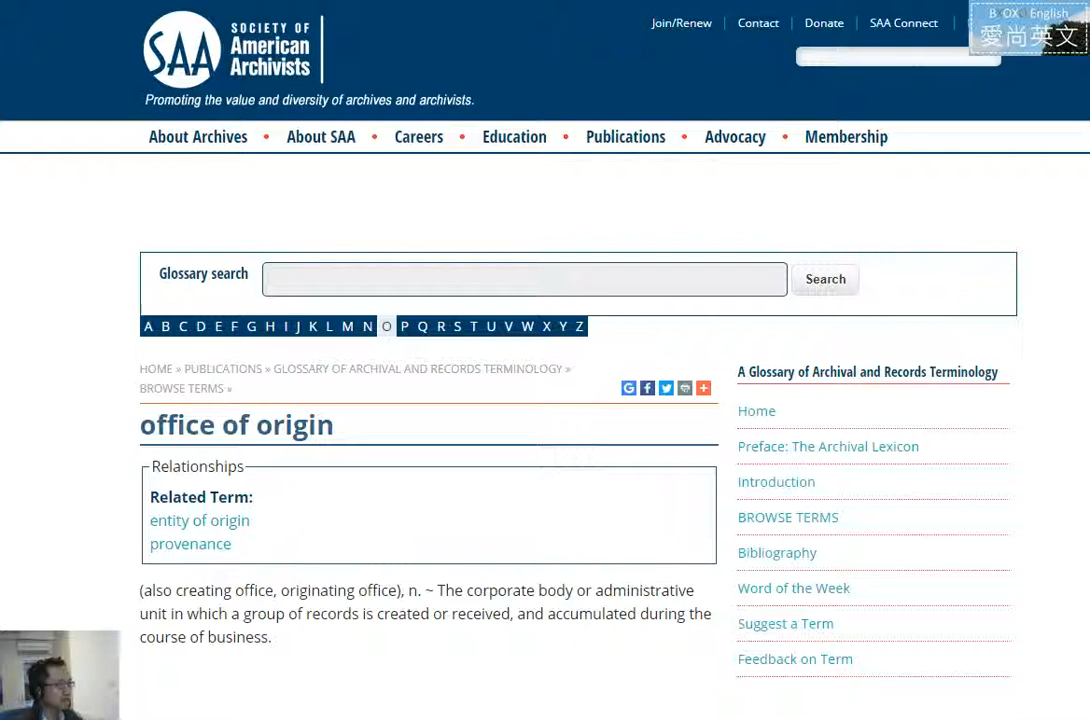 SAA
SOCIETY OF
American
Archivists
Promoting the value and diversity of archives and archivists.
Join/Renew
Contact
Donate
SAA Connect
BOX English
愛尚英文
About Archives • About SAA • Careers • Education • Publications • Advocacy • Membership
Glossary search
Search
A B C D E F G H I J K L M N O P Q R S T U V W X Y Z
HOME » PUBLICATIONS » GLOSSARY OF ARCHIVAL AND RECORDS TERMINOLOGY »
BROWSE TERMS »
office of origin
Relationships
Related Term:
entity of origin
provenance
(also creating office, originating office), n. ~ The corporate body or administrative
unit in which a group of records is created or received, and accumulated during the
course of business.
A Glossary of Archival and Records Terminology
Home
Preface: The Archival Lexicon
Introduction
BROWSE TERMS
Bibliography
Word of the Week
Suggest a Term
Feedback on Term